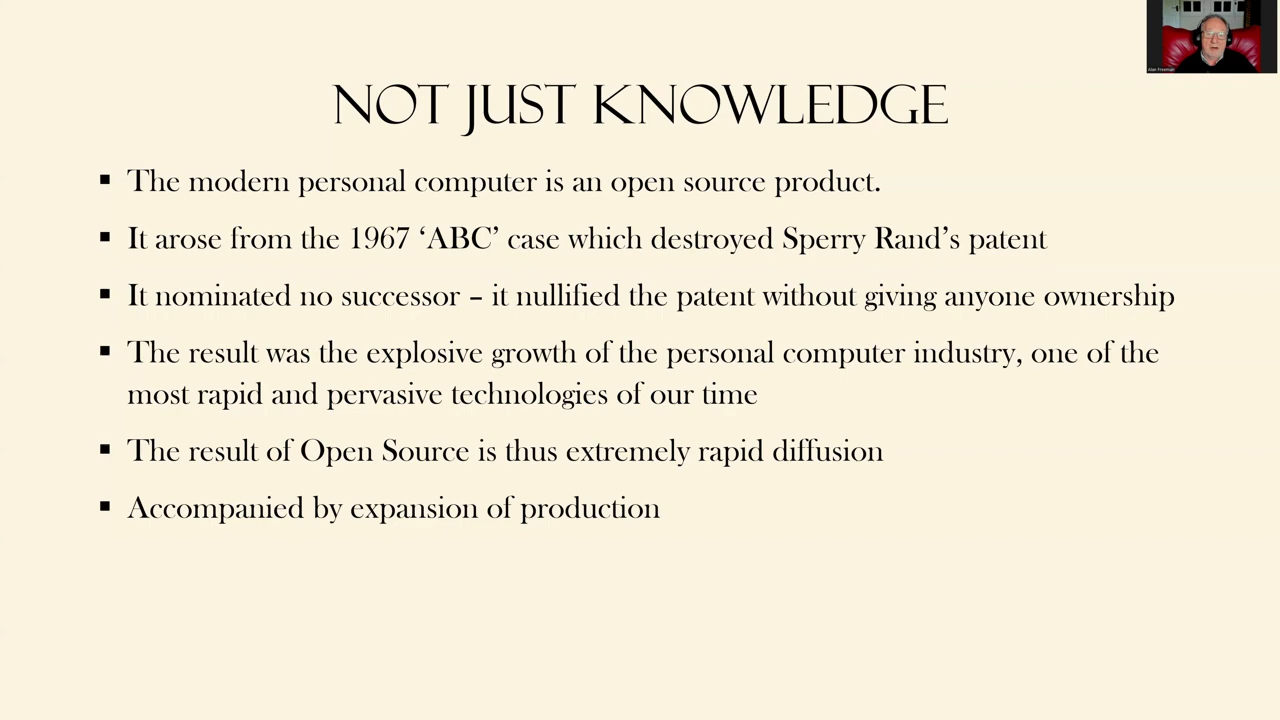 NOT JUST KNOWLEDGE
▪ The modern personal computer is an open source product.
▪ It arose from the 1967 ‘ABC’ case which destroyed Sperry Rand’s patent
▪ It nominated no successor – it nullified the patent without giving anyone ownership
▪ The result was the explosive growth of the personal computer industry, one of the
most rapid and pervasive technologies of our time
▪ The result of Open Source is thus extremely rapid diffusion
▪ Accompanied by expansion of production
Alan Freeman